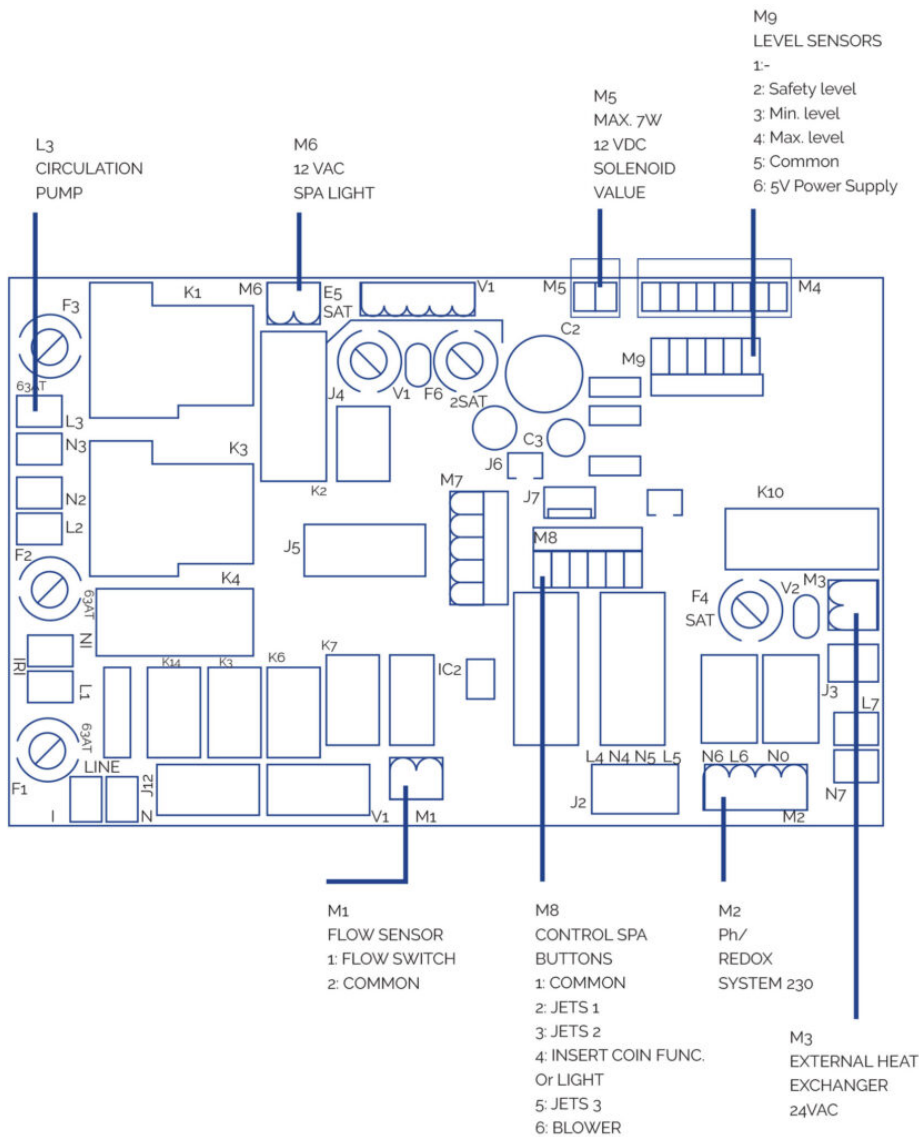 M9
LEVEL SENSORS
1:-
2: Safety level
3: Min. level
4: Max. level
5: Common
6: 5V Power Supply
M5
MAX. 7W
12 VDC
SOLENOID
VALUE
L3
CIRCULATION
PUMP
M6
12 VAC
SPA LIGHT
F3
K1
M6
E5
SAT
V1
M5
M4
C2
M9
63AT
J4
V1
F6
2SAT
L3
N3
K3
K2
C3
J6
M7
J7
N2
L2
J5
M8
K10
F2
63AT
K4
F4
SAT
V2
M3
N1
IRI
L1
K14
K3
K6
K7
IC2
J3
L7
63AT
F1
LINE
J12
I
N
V1
M1
L4 N4 N5 L5
J2
N6 L6 N0
M2
N7
M1
FLOW SENSOR
1: FLOW SWITCH
2: COMMON
M8
CONTROL SPA
BUTTONS
1: COMMON
2: JETS 1
3: JETS 2
4: INSERT COIN FUNC.
Or LIGHT
5: JETS 3
6: BLOWER
M2
Ph/
REDOX
SYSTEM 230
M3
EXTERNAL HEAT
EXCHANGER
24VAC